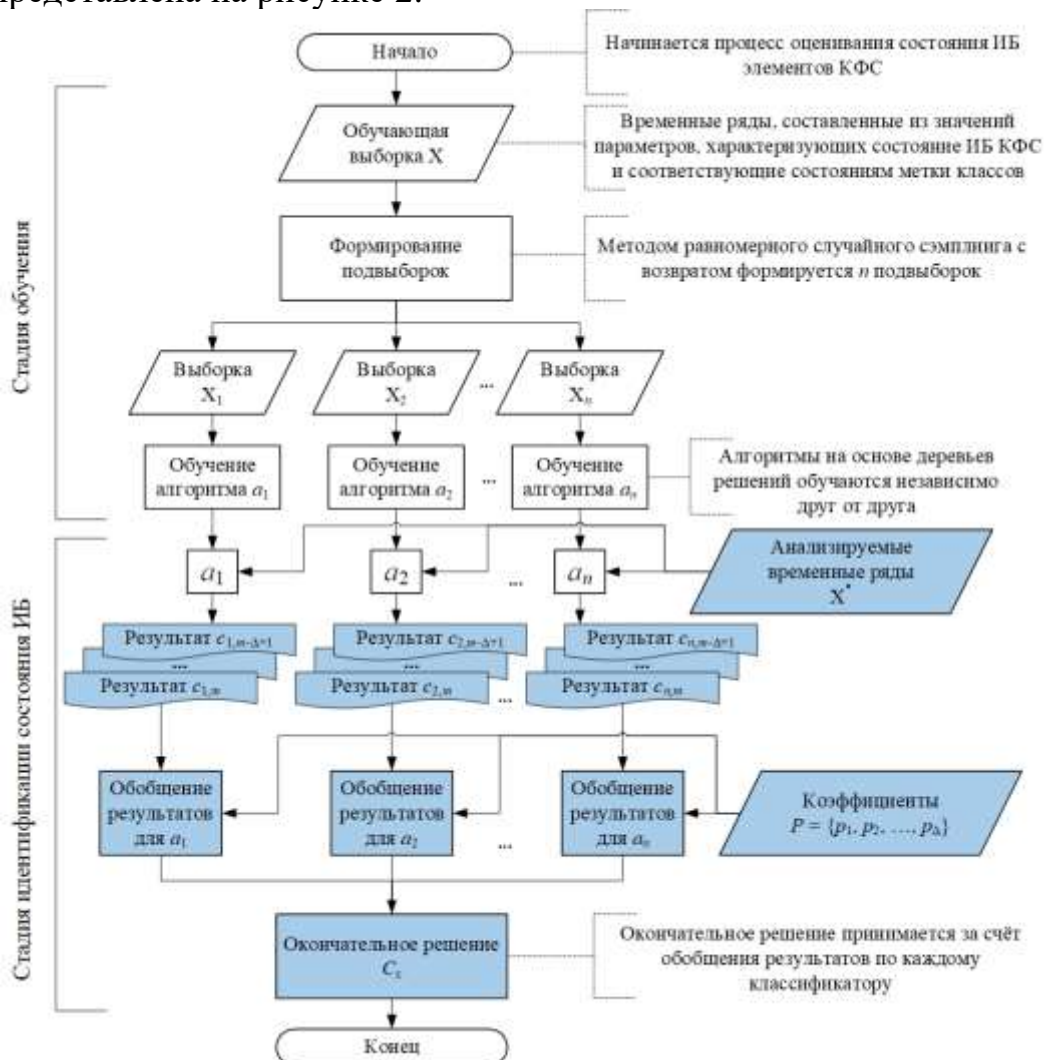 представлена на рисунке 2.
Начало
Начинается процесс оценивания состояния ИБ
элементов КФС
Обучающая
выборка X
Временные ряды, составленные из значений
параметров, характеризующих состояние ИБ КФС
и соответствующие состояниям метки классов
Формирование
подвыборок
Методом равномерного случайного сэмплинга с
возвратом формируется n подвыборок
Стадия обучения
Выборка
X₁
Выборка
X₂
...
Выборка
Xₙ
Обучение
алгоритма a₁
Обучение
алгоритма a₂
...
Обучение
алгоритма aₙ
Алгоритмы на основе деревьев
решений обучаются независимо
друг от друга
Стадия идентификации состояния ИБ
a₁
a₂
...
aₙ
Анализируемые
временные ряды
X*
Результат c₁,ₘ₋Δ₊₁
...
Результат c₁,ₘ
Результат c₂,ₘ₋Δ₊₁
...
Результат c₂,ₘ
...
Результат cₙ,ₘ₋Δ₊₁
...
Результат cₙ,ₘ
Обобщение
результатов
для a₁
Обобщение
результатов
для a₂
...
Обобщение
результатов
для aₙ
Коэффициенты
P = {p₁, p₂, …, pΔ}
Окончательное решение
Cₓ
Окончательное решение принимается за счёт
обобщения результатов по каждому
классификатору
Конец